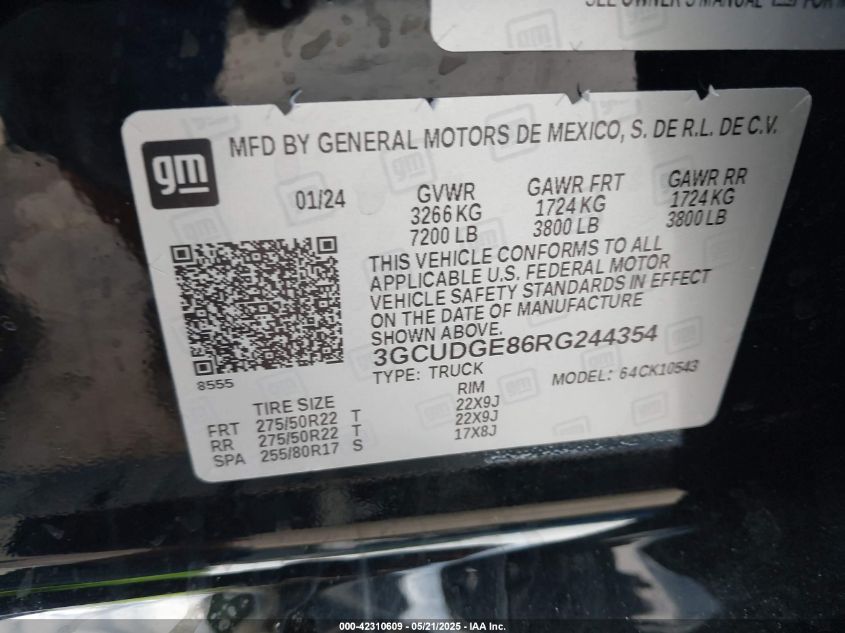 SEE OWNER'S MANUAL
FOR
gm
MFD BY GENERAL MOTORS DE MEXICO, S. DE R.L. DE C.V.
01/24
GVWR
3266 KG
7200 LB
GAWR FRT
1724 KG
3800 LB
GAWR RR
1724 KG
3800 LB
THIS VEHICLE CONFORMS TO ALL
APPLICABLE U.S. FEDERAL MOTOR
VEHICLE SAFETY STANDARDS IN EFFECT
ON THE DATE OF MANUFACTURE
SHOWN ABOVE.
3GCUDGE86RG244354
TYPE: TRUCK
MODEL: 64CK10543
8555
TIRE SIZE RIM
FRT 275/50R22 T 22X9J
RR 275/50R22 T 22X9J
SPA 255/80R17 S 17X8J
000-42310609 — 05/21/2025 — IAA Inc.